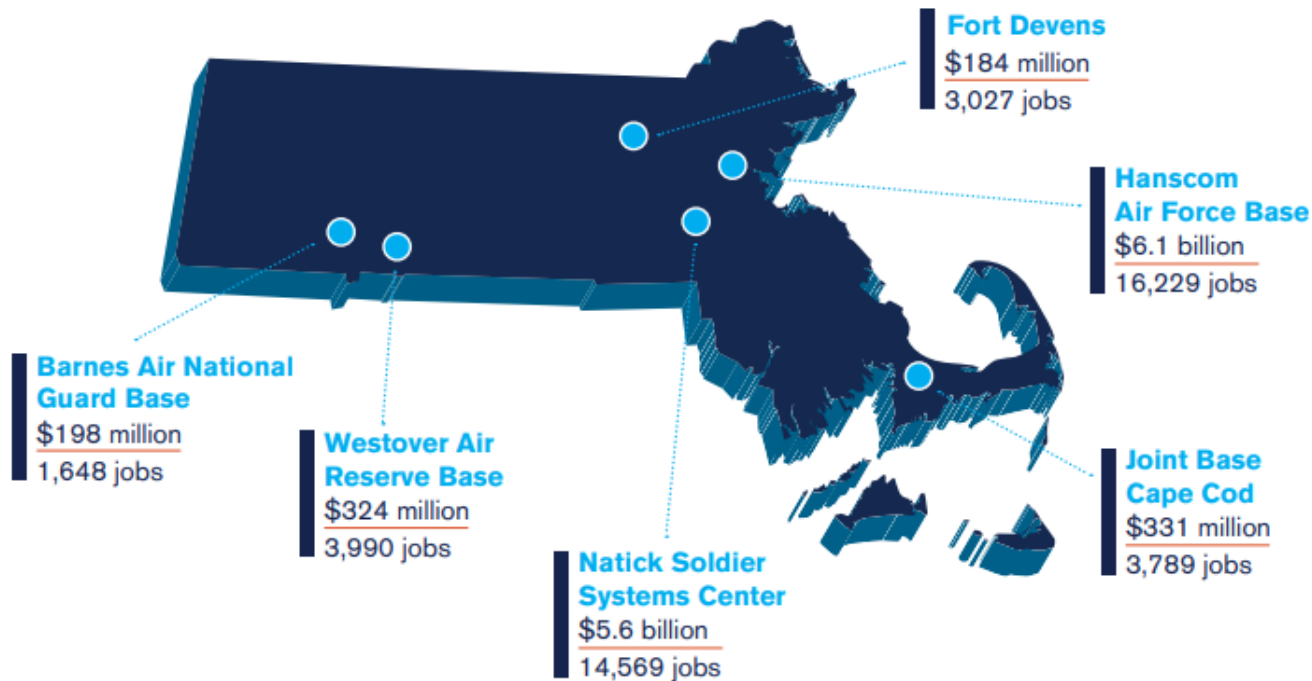 Fort Devens
$184 million
3,027 jobs
Hanscom
Air Force Base
$6.1 billion
16,229 jobs
Barnes Air National
Guard Base
$198 million
1,648 jobs
Westover Air
Reserve Base
$324 million
3,990 jobs
Natick Soldier
Systems Center
$5.6 billion
14,569 jobs
Joint Base
Cape Cod
$331 million
3,789 jobs